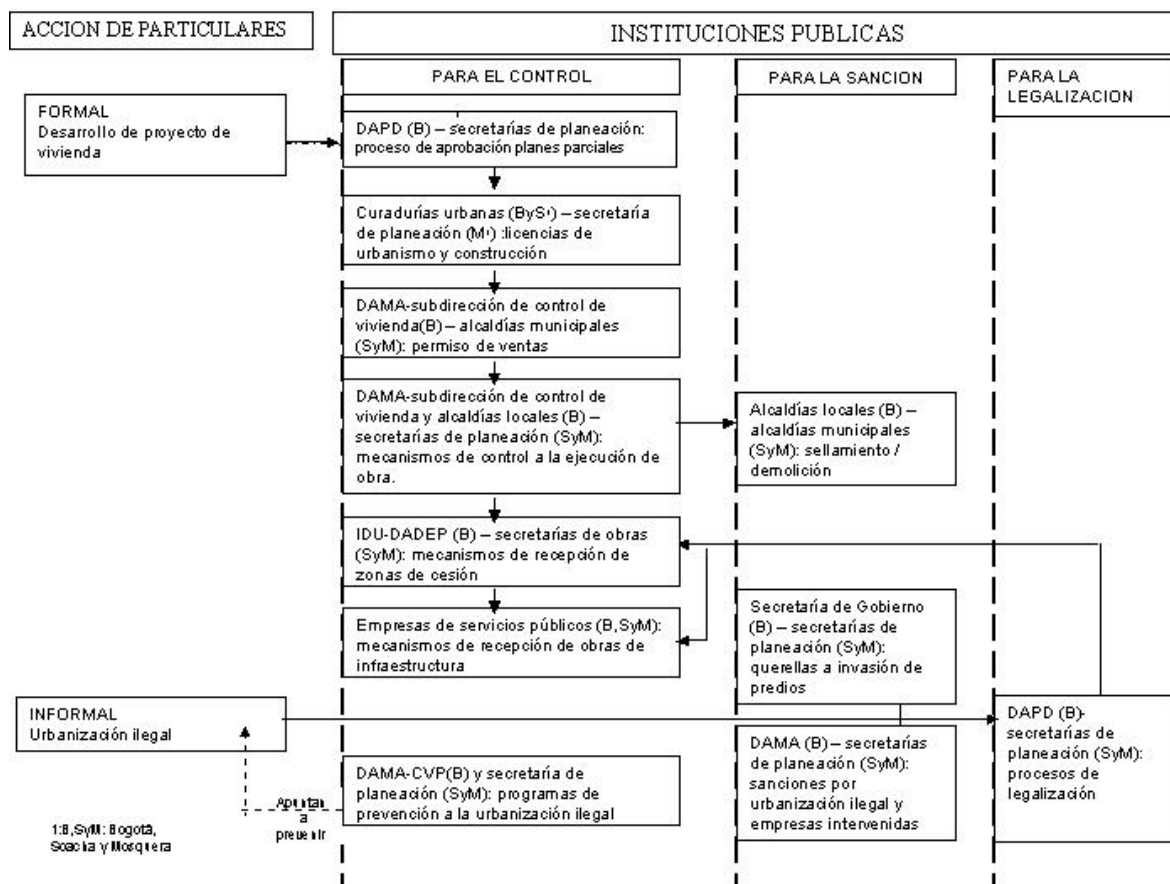 ACCION DE PARTICULARES
INSTITUCIONES PUBLICAS
PARA EL CONTROL
PARA LA SANCION
PARA LA
LEGALIZACION
FORMAL
Desarrollo de proyecto de
vivienda
DAPD (B) – secretarías de planeación:
proceso de aprobación planes parciales
Curadurías urbanas (ByS¹) – secretaría
de planeación (M¹) :licencias de
urbanismo y construcción
DAMA-subdirección de control de
vivienda(B) – alcaldías municipales
(SyM): permiso de ventas
DAMA-subdirección de control de
vivienda y alcaldías locales (B) –
secretarías de planeación (SyM):
mecanismos de control a la ejecución de
obra.
Alcaldías locales (B) –
alcaldías municipales
(SyM): sellamiento /
demolición
IDU-DADEP (B) – secretarías de obras
(SyM): mecanismos de recepción de
zonas de cesión
Empresas de servicios públicos (B,SyM):
mecanismos de recepción de obras de
infraestructura
Secretaría de Gobierno
(B) – secretarías de
planeación (SyM):
querellas a invasión de
predios
INFORMAL
Urbanización ilegal
DAPD (B)-
secretarías de
planeación (SyM):
procesos de
legalización
DAMA (B) – secretarías
de planeación (SyM):
sanciones por
urbanización ilegal y
empresas intervenidas
DAMA-CVP(B) y secretaría de
planeación (SyM): programas de
prevención a la urbanización ilegal
Apuntan
a
prevenir
1:B,SyM: Bogotá,
Soacha y Mosquera